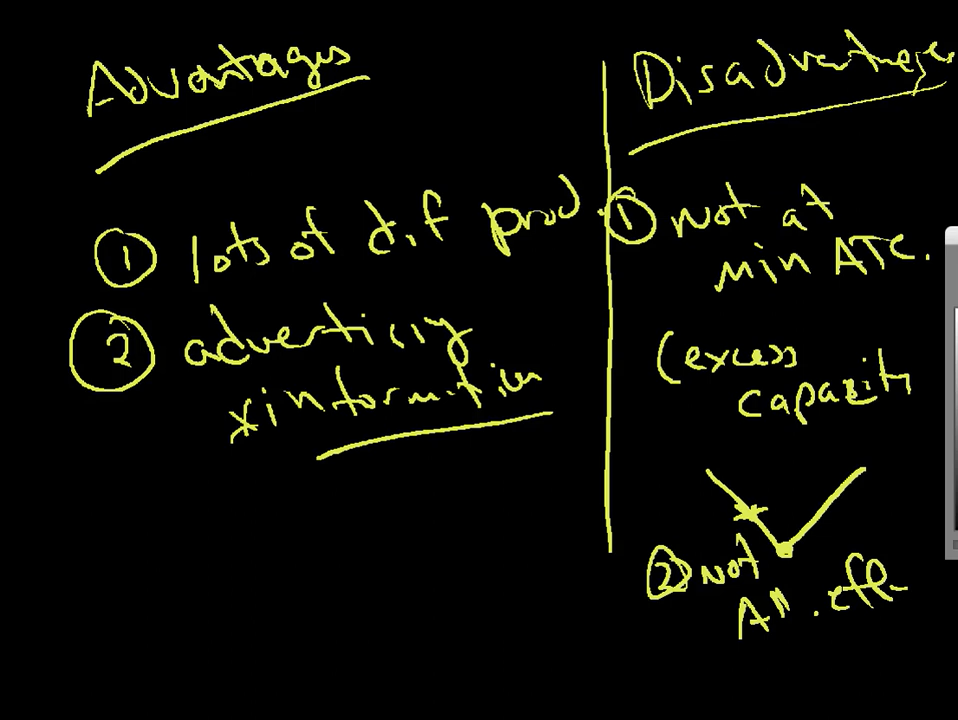 Advantages
① lots of dif prod.
② advertising
*information
Disadvantages
① not at
min ATC.
(excess
capacity
② not
All. eff.